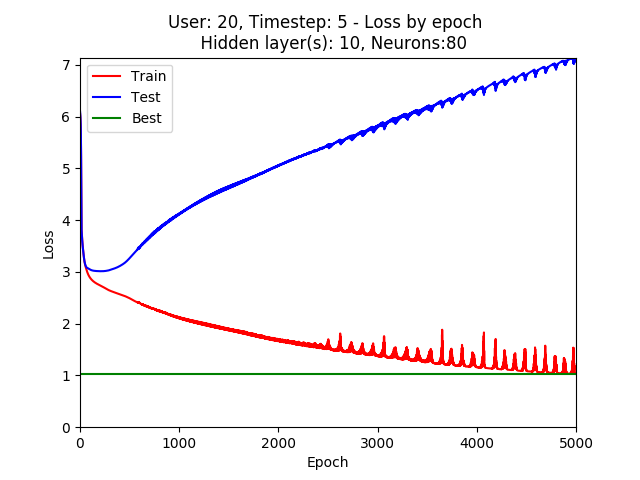 User: 20, Timestep: 5 - Loss by epoch
Hidden layer(s): 10, Neurons:80
Train
Test
Best
7
6
5
4
3
2
1
0
Loss
0 1000 2000 3000 4000 5000
Epoch